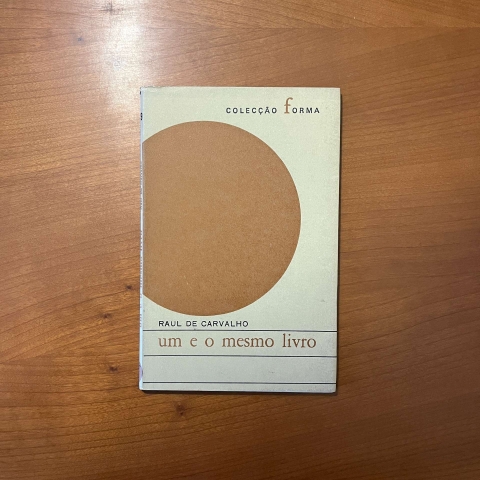 COLECÇÃO FORMA
RAUL DE CARVALHO
um e o mesmo livro